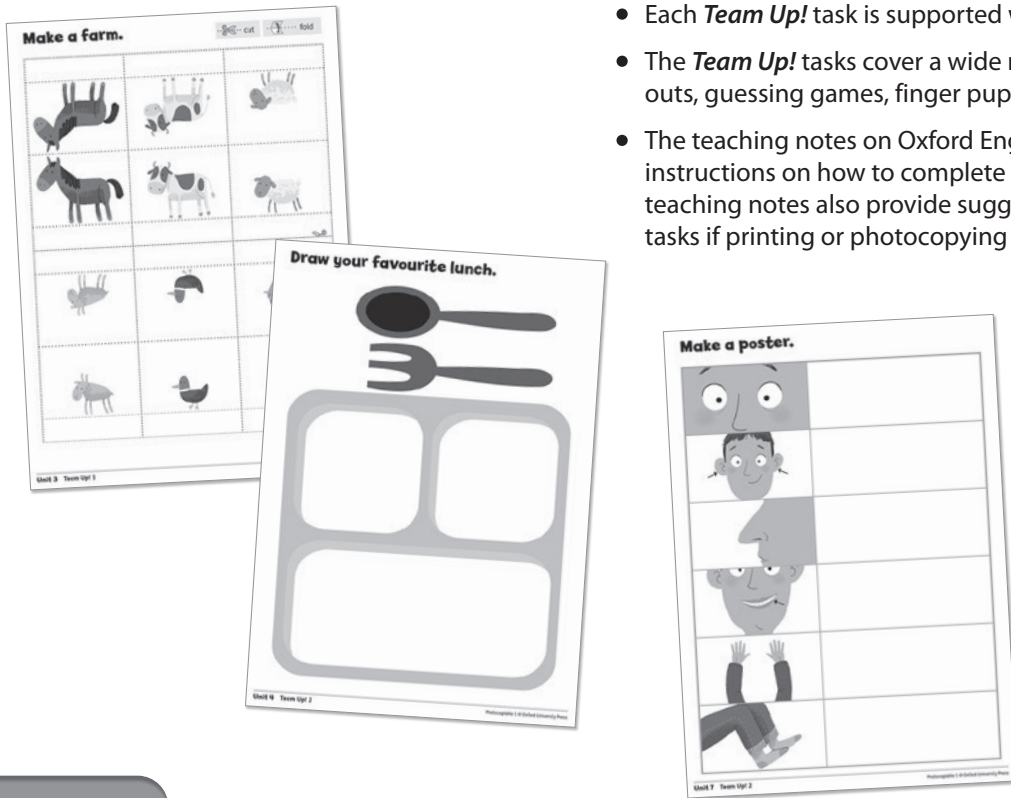 Make a farm.
cut fold
Unit 3 Team Up! 1
Draw your favourite lunch.
Unit 4 Team Up! 2
Photocopiable © Oxford University Press
• Each Team Up! task is supported
• The Team Up! tasks cover a wide
outs, guessing games, finger
• The teaching notes on Oxford
instructions on how to complete
teaching notes also provide
tasks if printing or photocopying
Make a poster.
Unit 7 Team Up! 2
Photocopiable © Oxford University Press